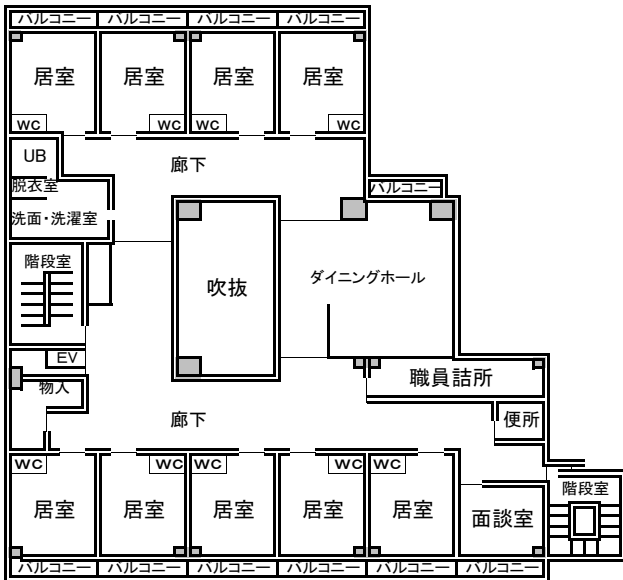 バルコニー バルコニー バルコニー バルコニー
居室 居室 居室 居室
WC WC WC WC
UB
廊下
脱衣室
バルコニー
洗面・洗濯室
階段室
吹抜
ダイニングホール
EV
職員詰所
物入
廊下
便所
WC WC WC WC WC
階段室
居室 居室 居室 居室 居室 面談室
バルコニー バルコニー バルコニー バルコニー バルコニー バルコニー